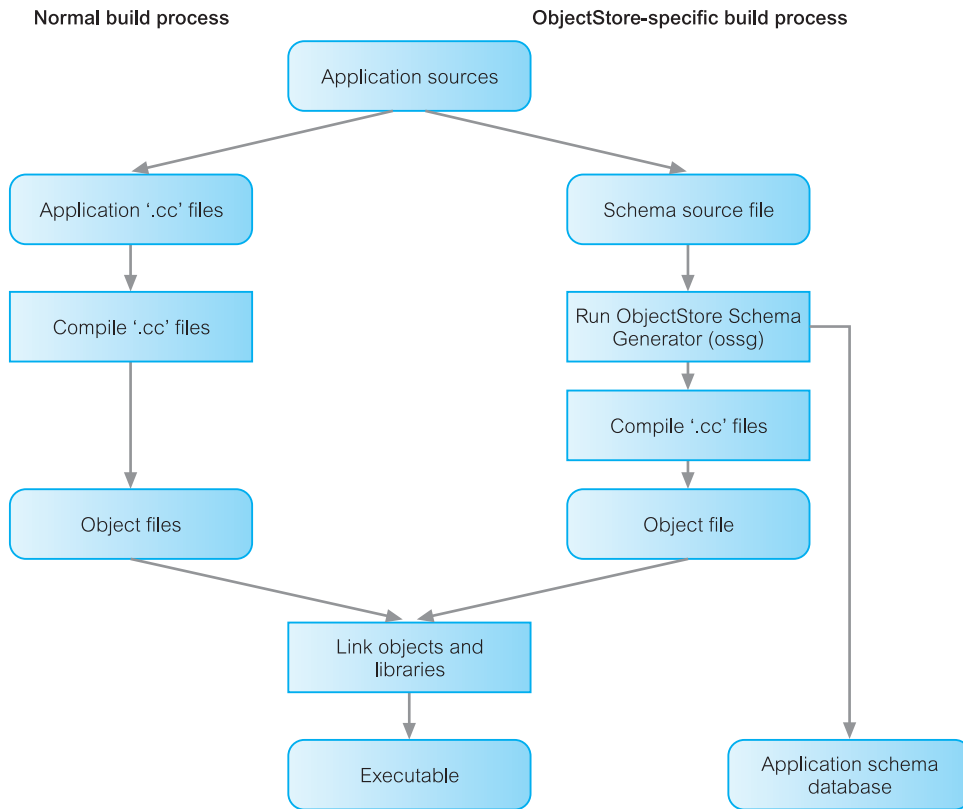 Normal build process
ObjectStore-specific build process
Application sources
Application ‘.cc’ files
Schema source file
Compile ‘.cc’ files
Run ObjectStore Schema
Generator (ossg)
Compile ‘.cc’ files
Object files
Object file
Link objects and
libraries
Executable
Application schema
database